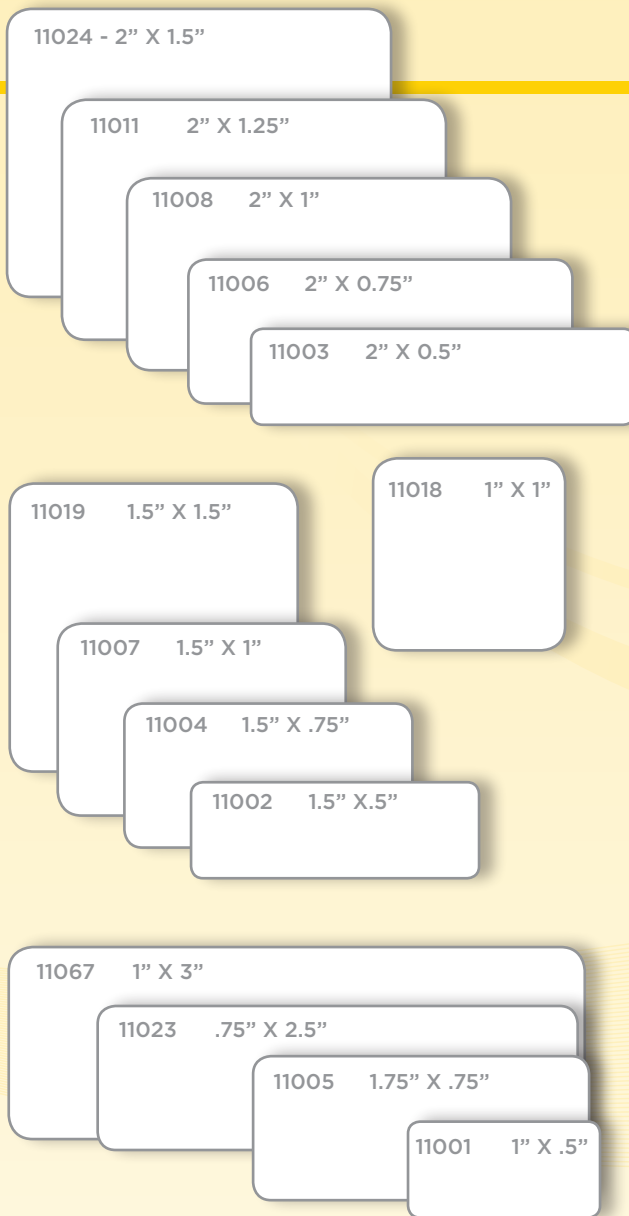 11024 - 2” X 1.5”
11011 2” X 1.25”
11008 2” X 1”
11006 2” X 0.75”
11003 2” X 0.5”
11018 1” X 1”
11019 1.5” X 1.5”
11007 1.5” X 1”
11004 1.5” X .75”
11002 1.5” X.5”
11067 1” X 3”
11023 .75” X 2.5”
11005 1.75” X .75”
11001 1” X .5”